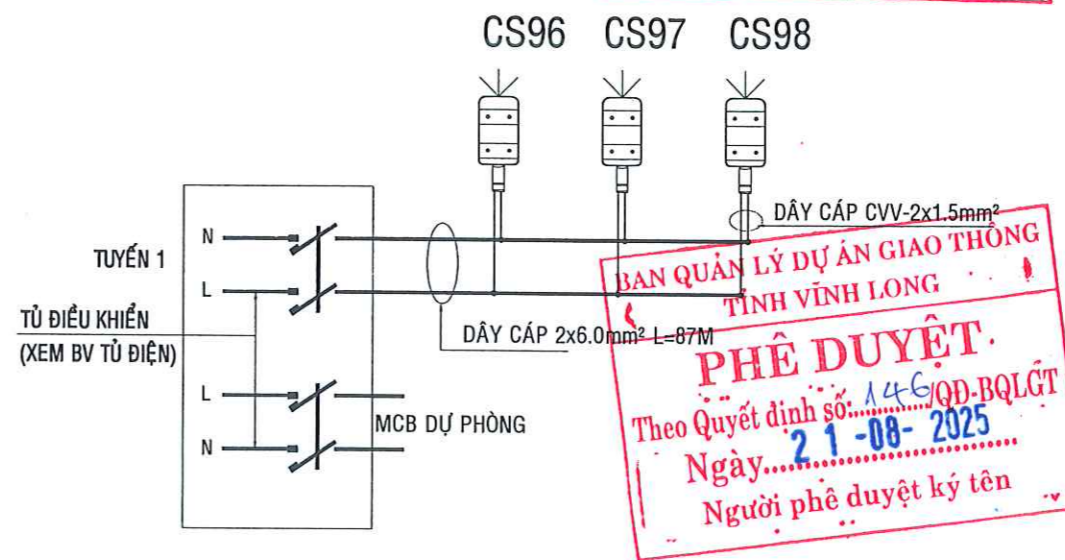 CS96 CS97 CS98
DÂY CÁP CVV-2x1.5mm²
N
TUYẾN 1
L
TỦ ĐIỀU KHIỂN
(XEM BV TỦ ĐIỆN)
DÂY CÁP 2x6.0mm² L=87M
L
MCB DỰ PHÒNG
N
BAN QUẢN LÝ DỰ ÁN GIAO THÔNG
TỈNH VĨNH LONG
PHÊ DUYỆT
Theo Quyết định số: 146/QĐ-BQLGT
Ngày 21-08-2025
Người phê duyệt ký tên